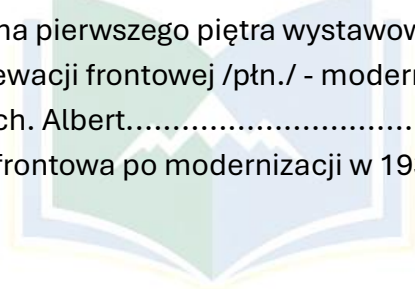 na pierwszego piętra wystawow
ewacji frontowej /płn./ - modern
ch. Albert..................................
frontowa po modernizacji w 19